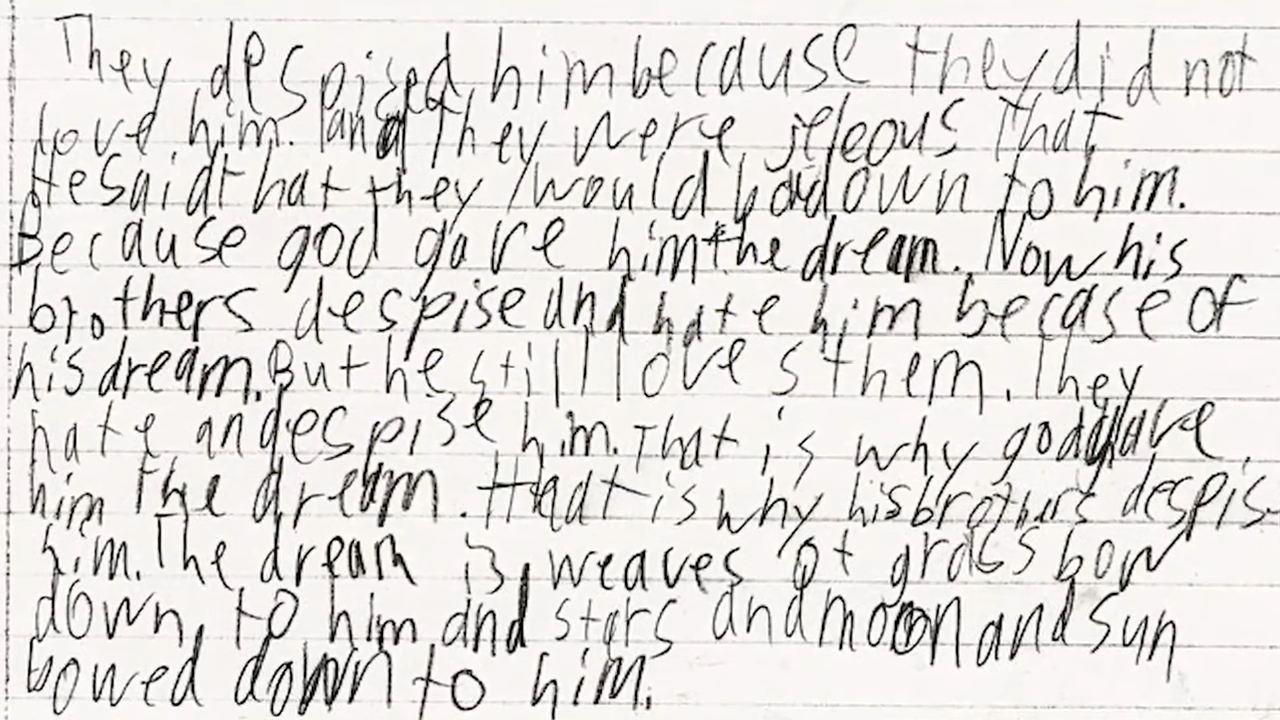 They despised him because they did not
love him. and they were jeleous That
He said that they would bowdown to him.
Because god gave him the dream. Now his
brothers despise and hate him becase of
his dream. But he still loves them. They
hate an despise him. That is why god gave
him The dream. that is why his brothers despis
him. The dream is weaves of grass bow
down, to him and stars and moon and sun
bowed down to him.